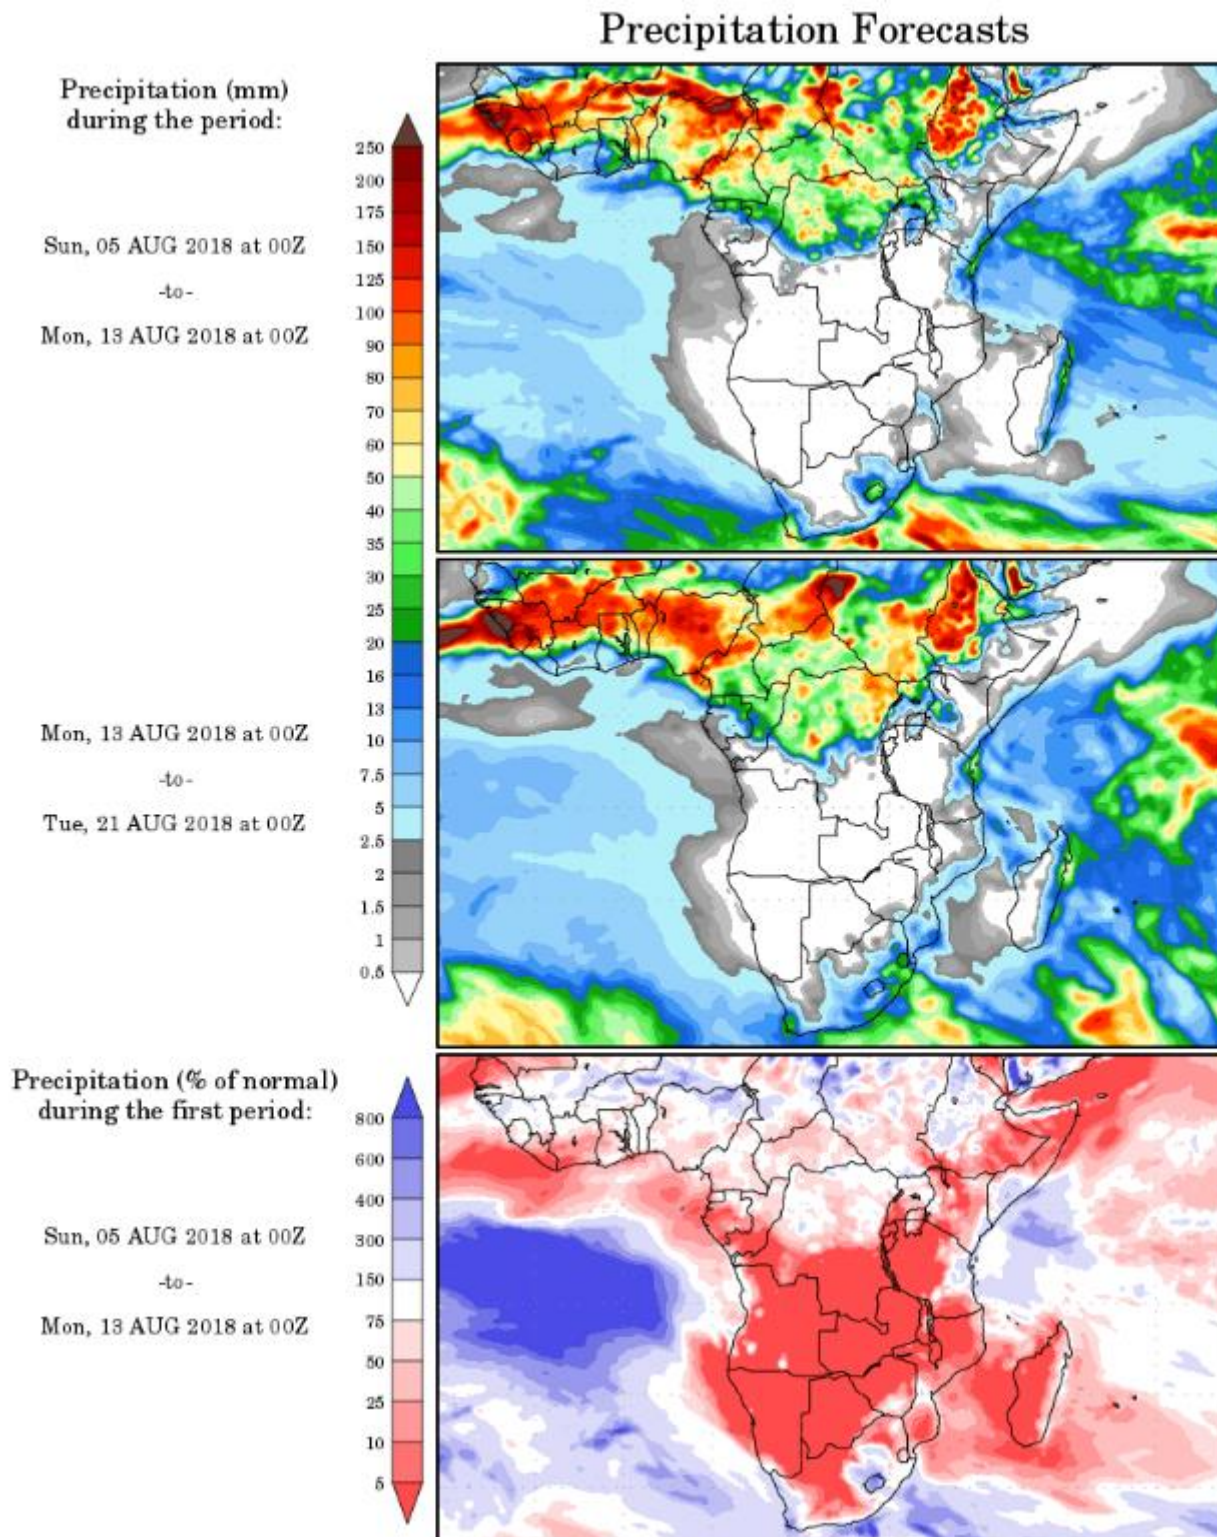 Precipitation Forecasts
Precipitation (mm)
during the period:
Sun, 05 AUG 2018 at 00Z
-to-
Mon, 13 AUG 2018 at 00Z
250
200
175
150
125
100
90
80
70
60
50
40
35
30
25
20
16
13
10
7.5
5
2.5
2
1.5
1
0.5
Mon, 13 AUG 2018 at 00Z
-to-
Tue, 21 AUG 2018 at 00Z
Precipitation (% of normal)
during the first period:
Sun, 05 AUG 2018 at 00Z
-to-
Mon, 13 AUG 2018 at 00Z
800
600
400
300
150
75
50
25
10
5